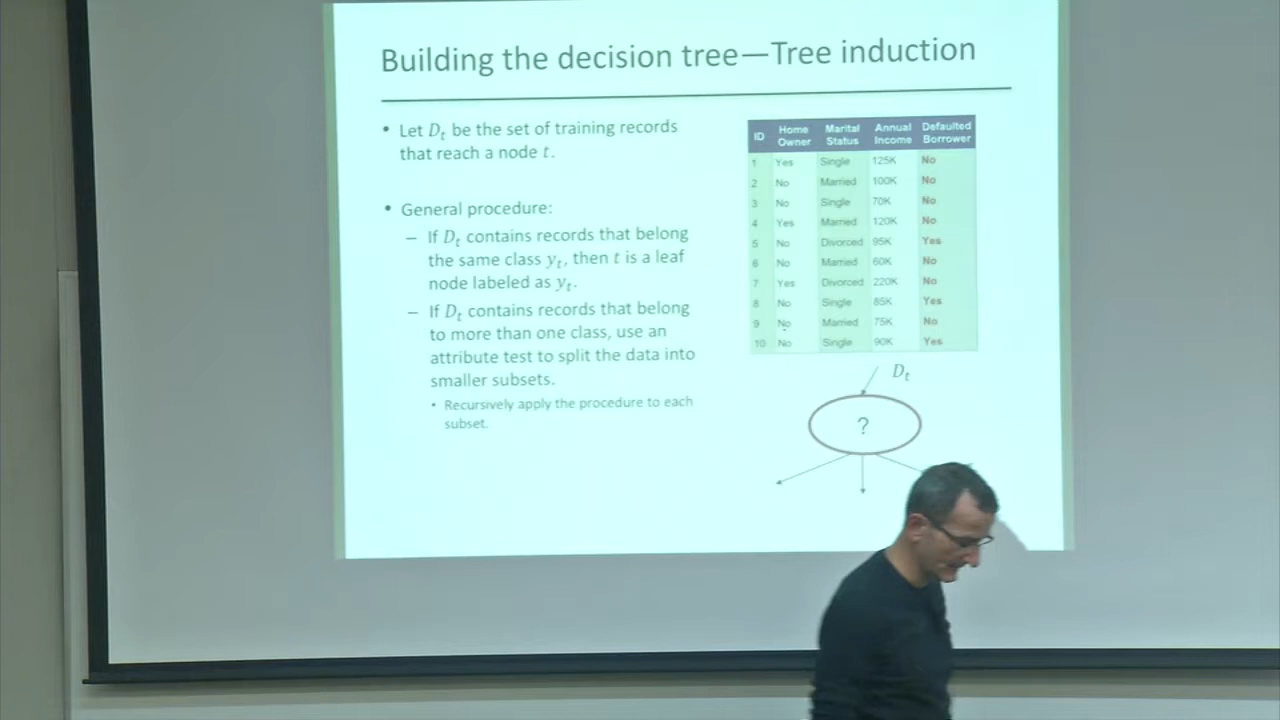 Building the decision tree—Tree induction
• Let Dt be the set of training records
that reach a node t.
• General procedure:
– If Dt contains records that belong
the same class yt, then t is a leaf
node labeled as yt.
– If Dt contains records that belong
to more than one class, use an
attribute test to split the data into
smaller subsets.
• Recursively apply the procedure to each
subset.
ID Home Owner Marital Status Annual Income Defaulted Borrower
1 Yes Single 125K No
2 No Married 100K No
3 No Single 70K No
4 Yes Married 120K No
5 No Divorced 95K Yes
6 No Married 60K No
7 Yes Divorced 220K No
8 No Single 85K Yes
9 No Married 75K No
10 No Single 90K Yes
Dt
?